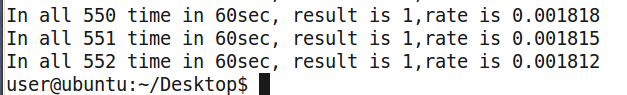 In all 550 time in 60sec, result is 1,rate is 0.001818
In all 551 time in 60sec, result is 1,rate is 0.001815
In all 552 time in 60sec, result is 1,rate is 0.001812
user@ubuntu:~/Desktop$